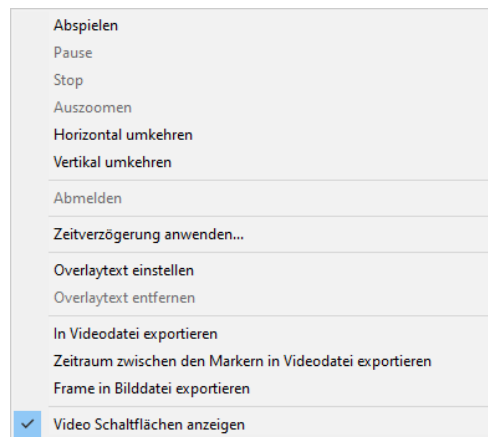 Abspielen
Pause
Stop
Auszoomen
Horizontal umkehren
Vertikal umkehren
Abmelden
Zeitverzögerung anwenden...
Overlaytext einstellen
Overlaytext entfernen
In Videodatei exportieren
Zeitraum zwischen den Markern in Videodatei exportieren
Frame in Bilddatei exportieren
Video Schaltflächen anzeigen